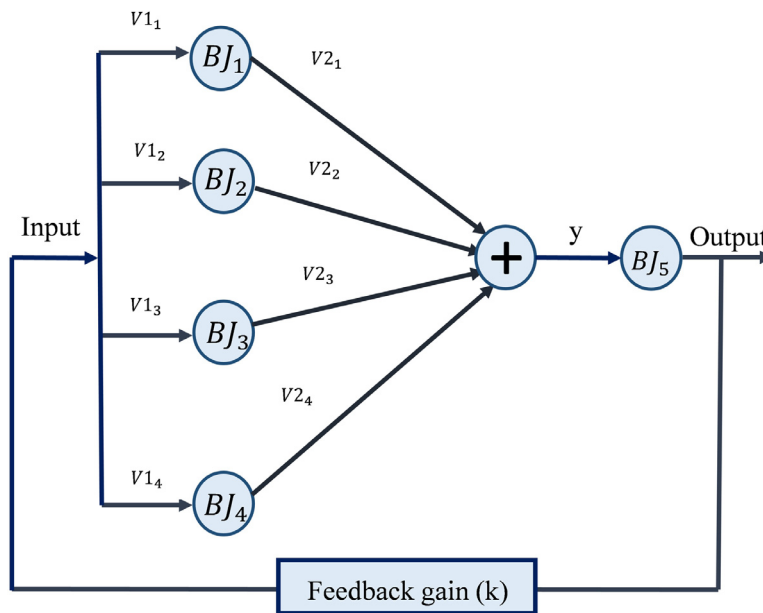 V1₁
BJ₁
V2₁
V1₂
BJ₂
V2₂
Input
+
y
BJ₅
Output
V1₃
BJ₃
V2₃
V2₄
V1₄
BJ₄
Feedback gain (k)